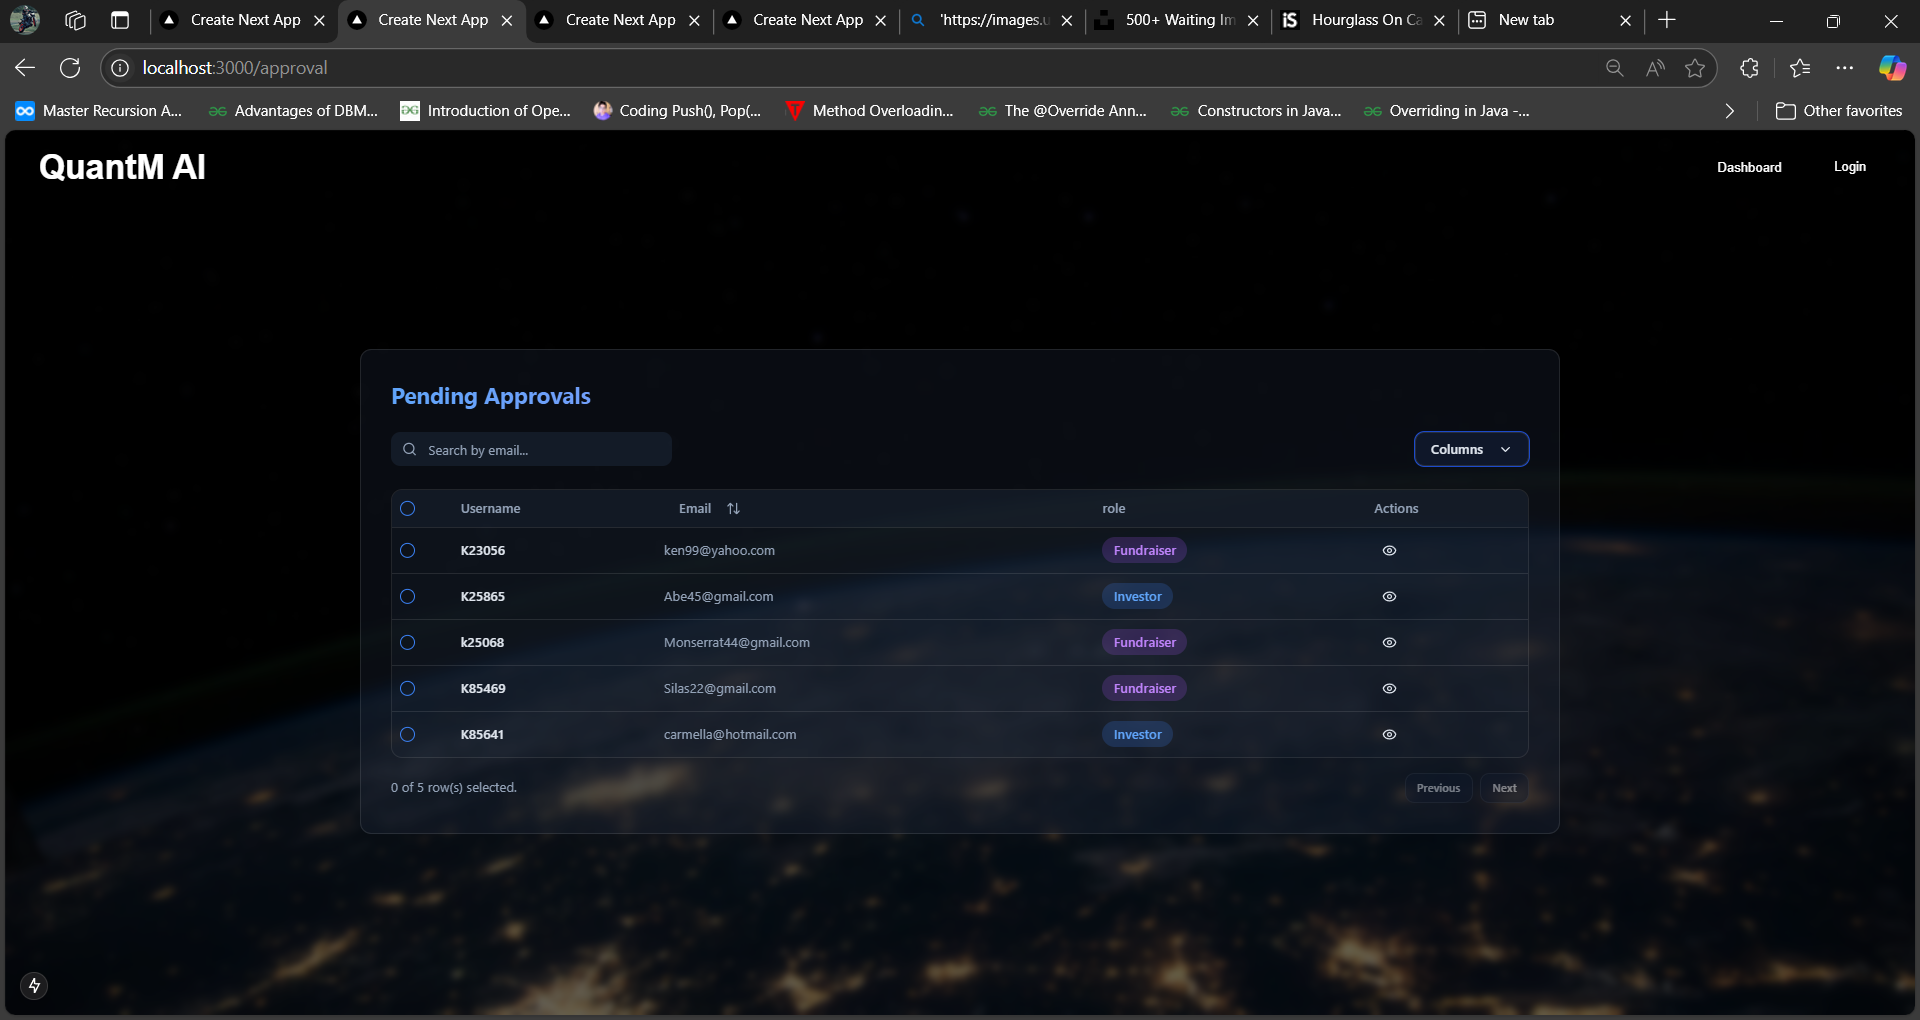 Create Next App
Create Next App
Create Next App
Create Next App
'https://images.u
500+ Waiting Im
iS Hourglass On Ca
New tab
localhost:3000/approval
Master Recursion A...
Advantages of DBM...
Introduction of Ope...
Coding Push(), Pop(...
Method Overloadin...
The @Override Ann...
Constructors in Java...
Overriding in Java -...
Other favorites
QuantM AI
Dashboard
Login
Pending Approvals
Search by email...
Columns
Username Email role Actions
K23056 ken99@yahoo.com Fundraiser
K25865 Abe45@gmail.com Investor
k25068 Monserrat44@gmail.com Fundraiser
K85469 Silas22@gmail.com Fundraiser
K85641 carmella@hotmail.com Investor
0 of 5 row(s) selected.
Previous
Next